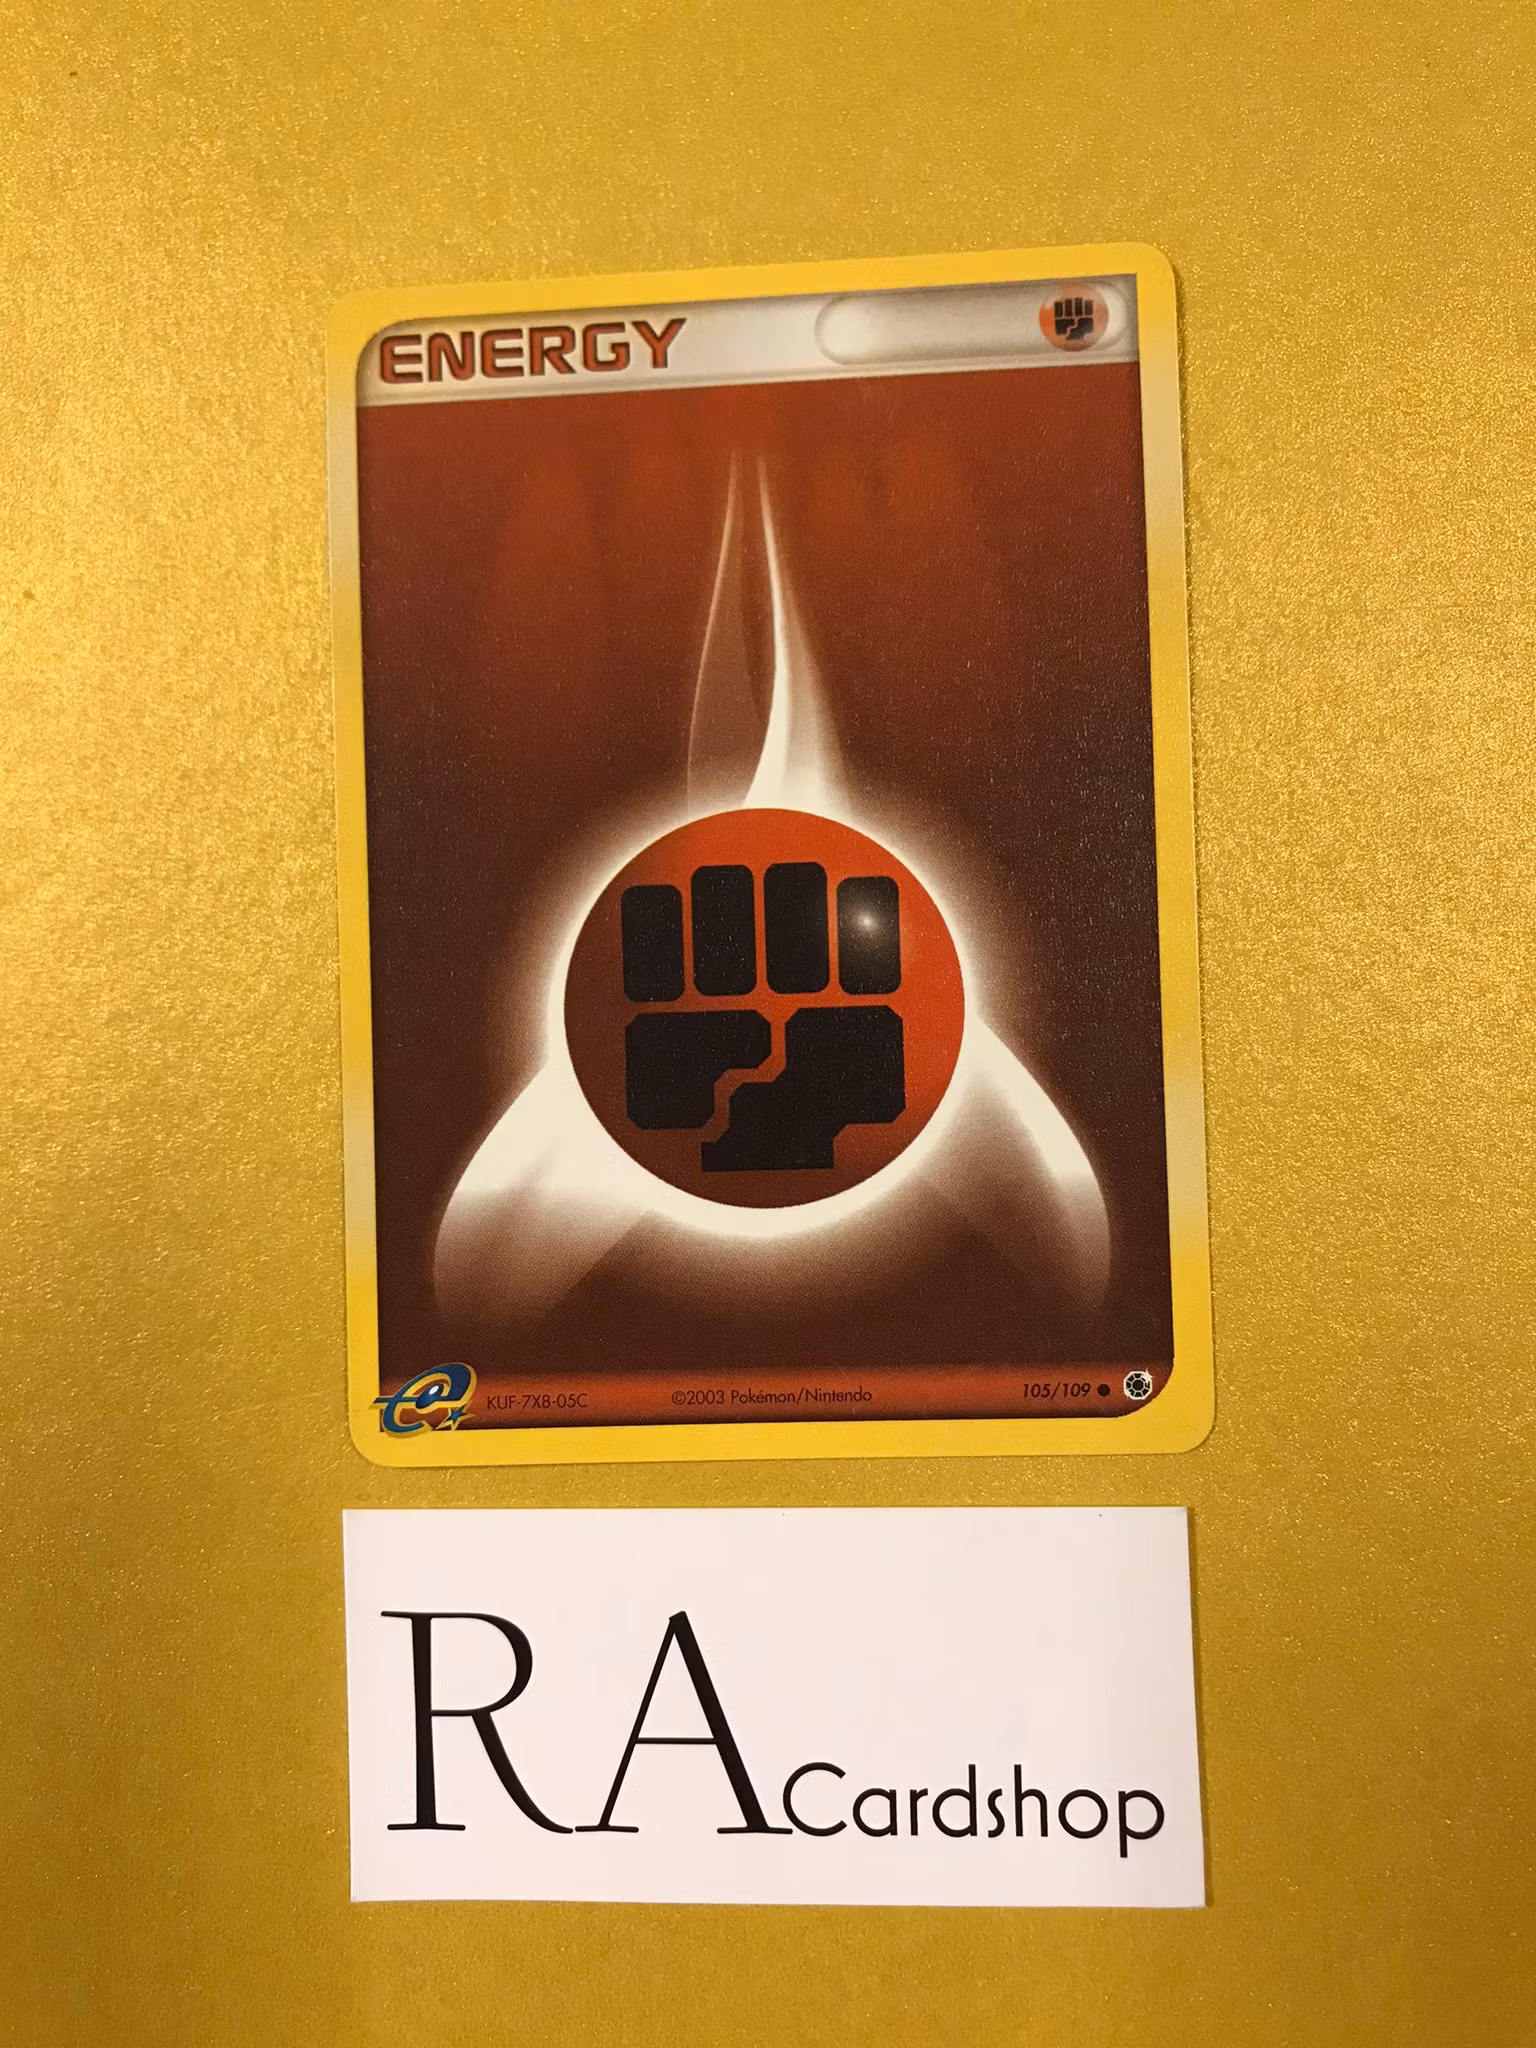 ENERGY
KUF-7X8-05C
©2003 Pokémon/Nintendo
105/109
RA Cardshop